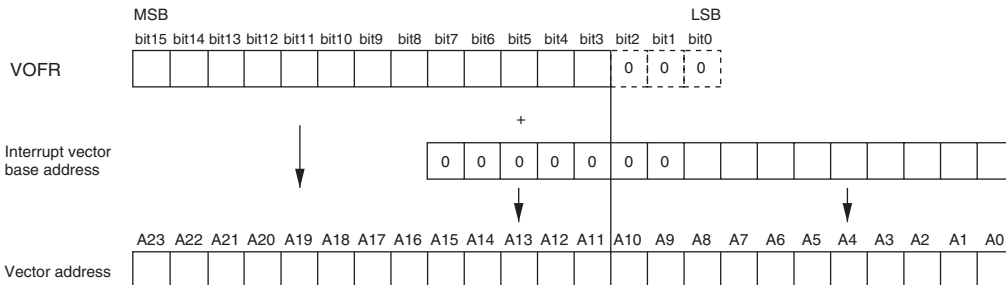 MSB LSB
bit15 bit14 bit13 bit12 bit11 bit10 bit9 bit8 bit7 bit6 bit5 bit4 bit3 bit2 bit1 bit0
VOFR 0 0 0
+
Interrupt vector
base address
0 0 0 0 0 0 0
A23 A22 A21 A20 A19 A18 A17 A16 A15 A14 A13 A12 A11 A10 A9 A8 A7 A6 A5 A4 A3 A2 A1 A0
Vector address